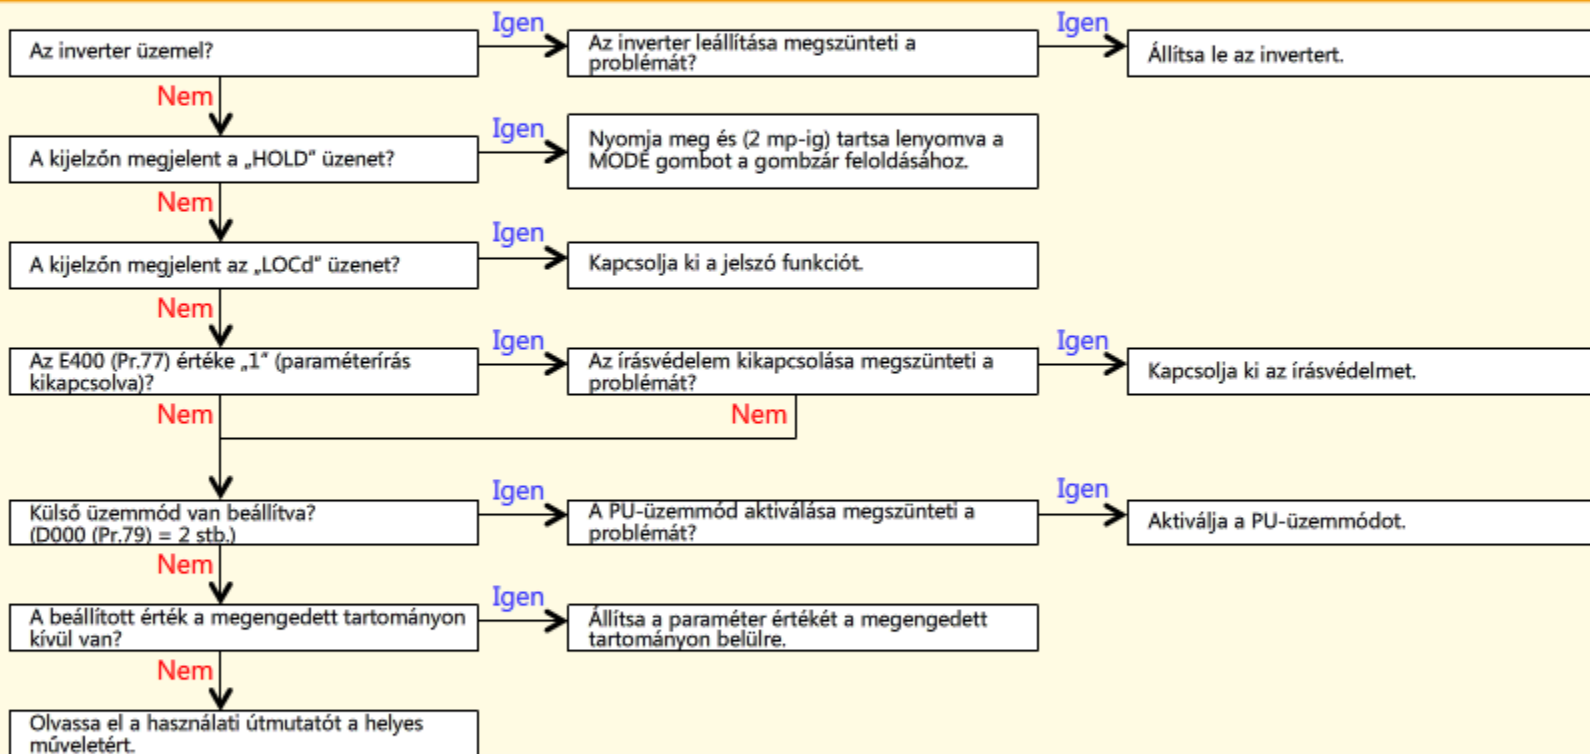 Igen
Igen
Az inverter üzemel?
Az inverter leállítása megszünteti a
problémát?
Állítsa le az invertert.
Nem
Igen
A kijelzőn megjelent a „HOLD” üzenet?
Nyomja meg és (2 mp-ig) tartsa lenyomva a
MODE gombot a gombzár feloldásához.
Nem
Igen
A kijelzőn megjelent az „LOCd” üzenet?
Kapcsolja ki a jelszó funkciót.
Nem
Igen
Igen
Az E400 (Pr.77) értéke „1” (paraméterírás
kikapcsolva)?
Az írásvédelem kikapcsolása megszünteti a
problémát?
Kapcsolja ki az írásvédelmet.
Nem
Nem
Igen
Igen
Külső üzemmód van beállítva?
(D000 (Pr.79) = 2 stb.)
A PU-üzemmód aktiválása megszünteti a
problémát?
Aktiválja a PU-üzemmódot.
Nem
Igen
A beállított érték a megengedett tartományon
kívül van?
Állítsa a paraméter értékét a megengedett
tartományon belülre.
Nem
Olvassa el a használati útmutatót a helyes
műveletért.